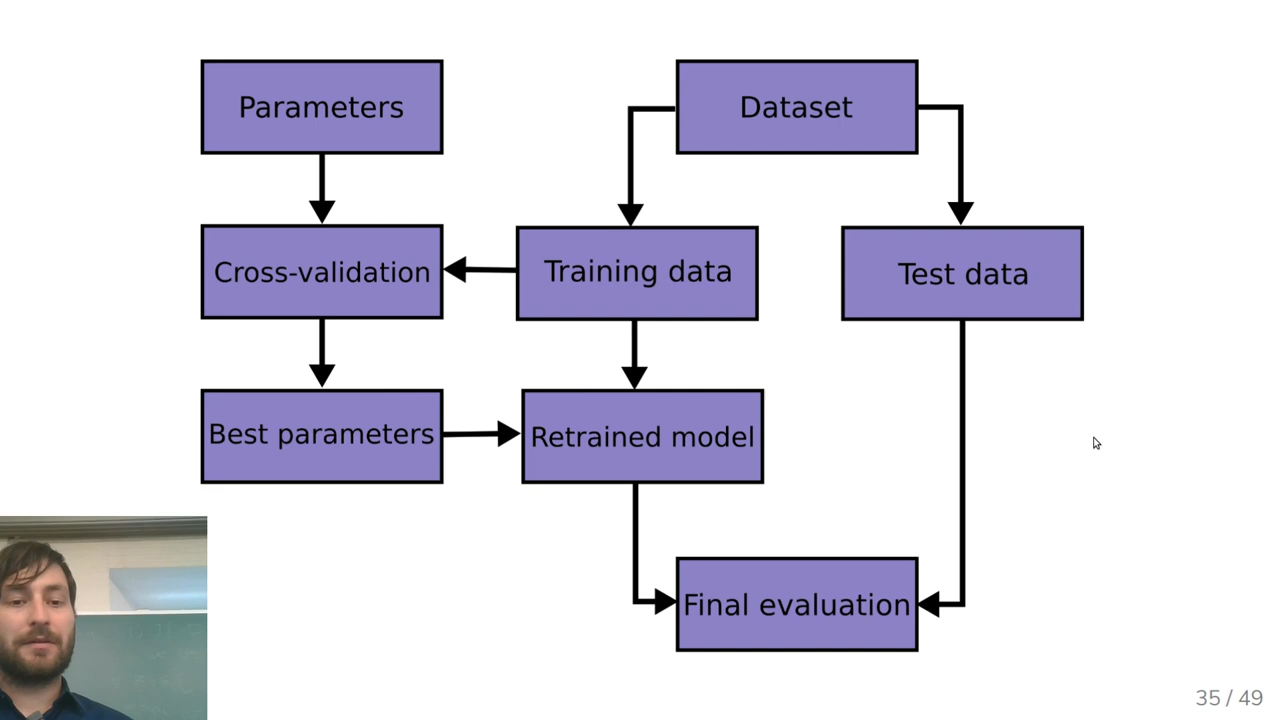 Parameters
Dataset
Cross-validation
Training data
Test data
Best parameters
Retrained model
Final evaluation
35 / 49